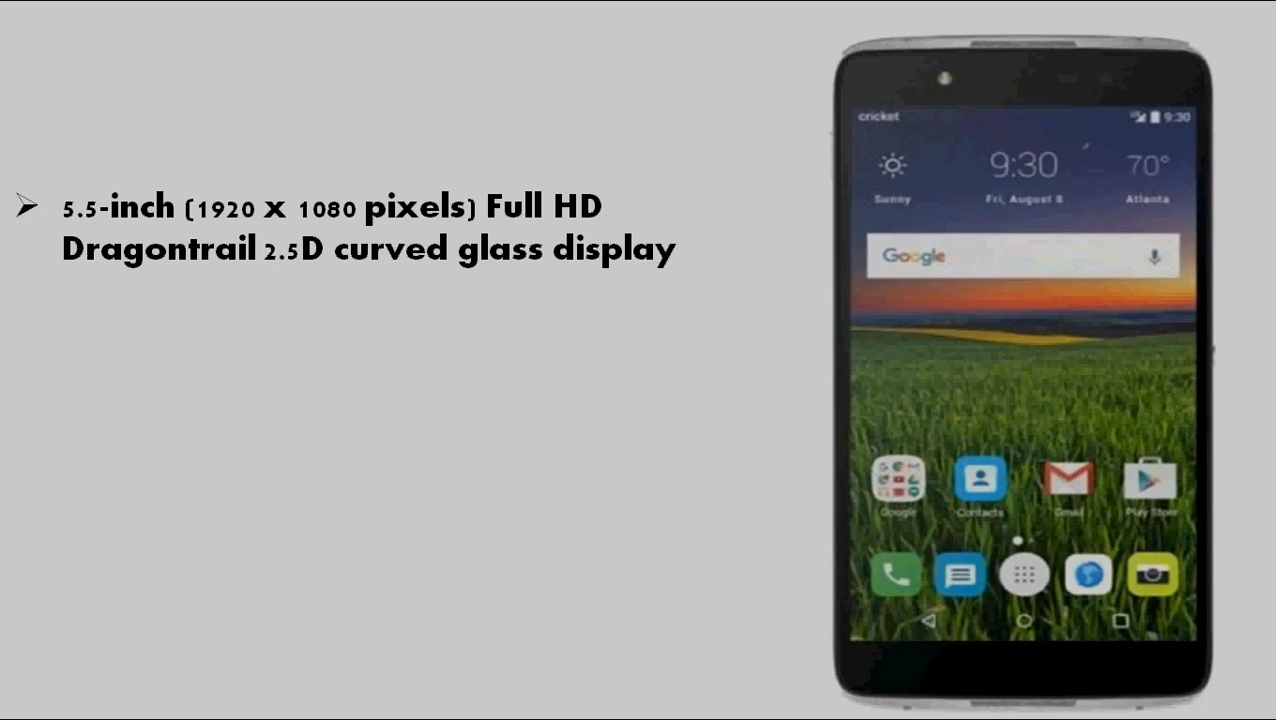 5.5-inch (1920 x 1080 pixels) Full HD
Dragontrail 2.5D curved glass display
cricket
9:30
9:30
70°
Sunny
Fri, August 8
Atlanta
Google
Google
Contacts
Gmail
Play Store